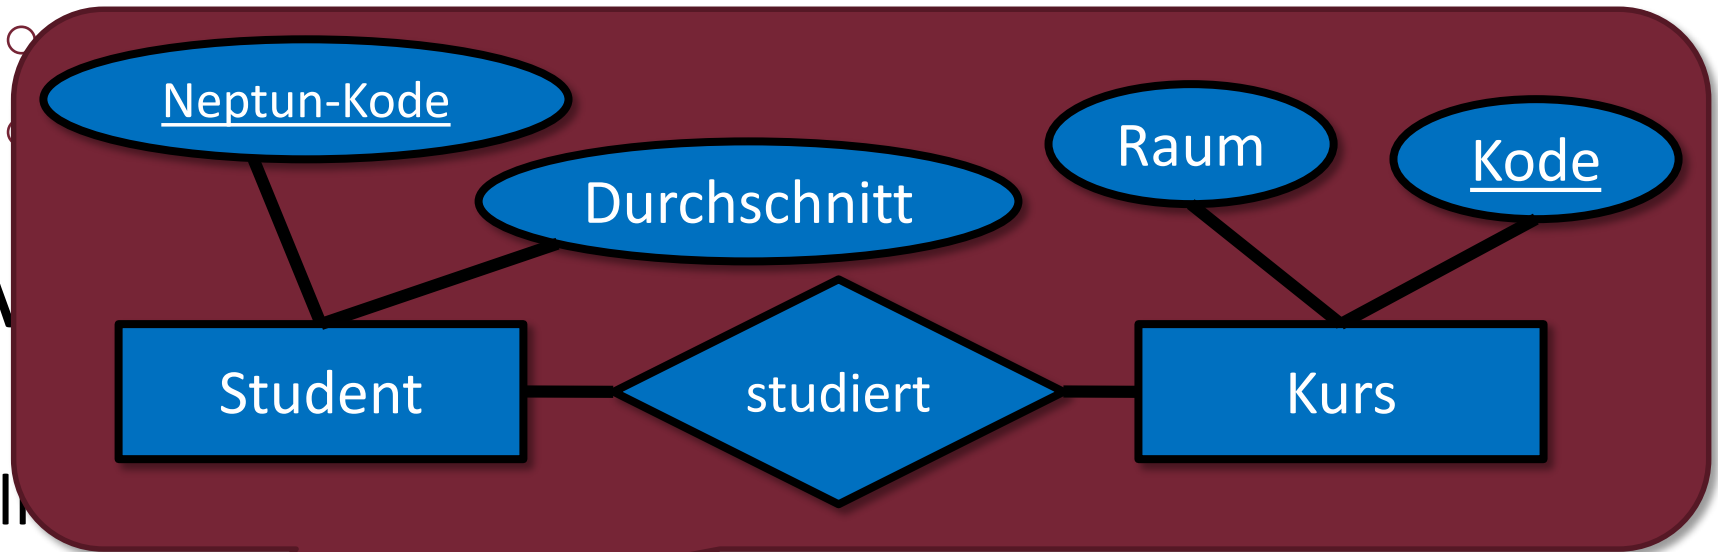 Neptun-Kode
Durchschnitt
Raum
Kode
Student
studiert
Kurs